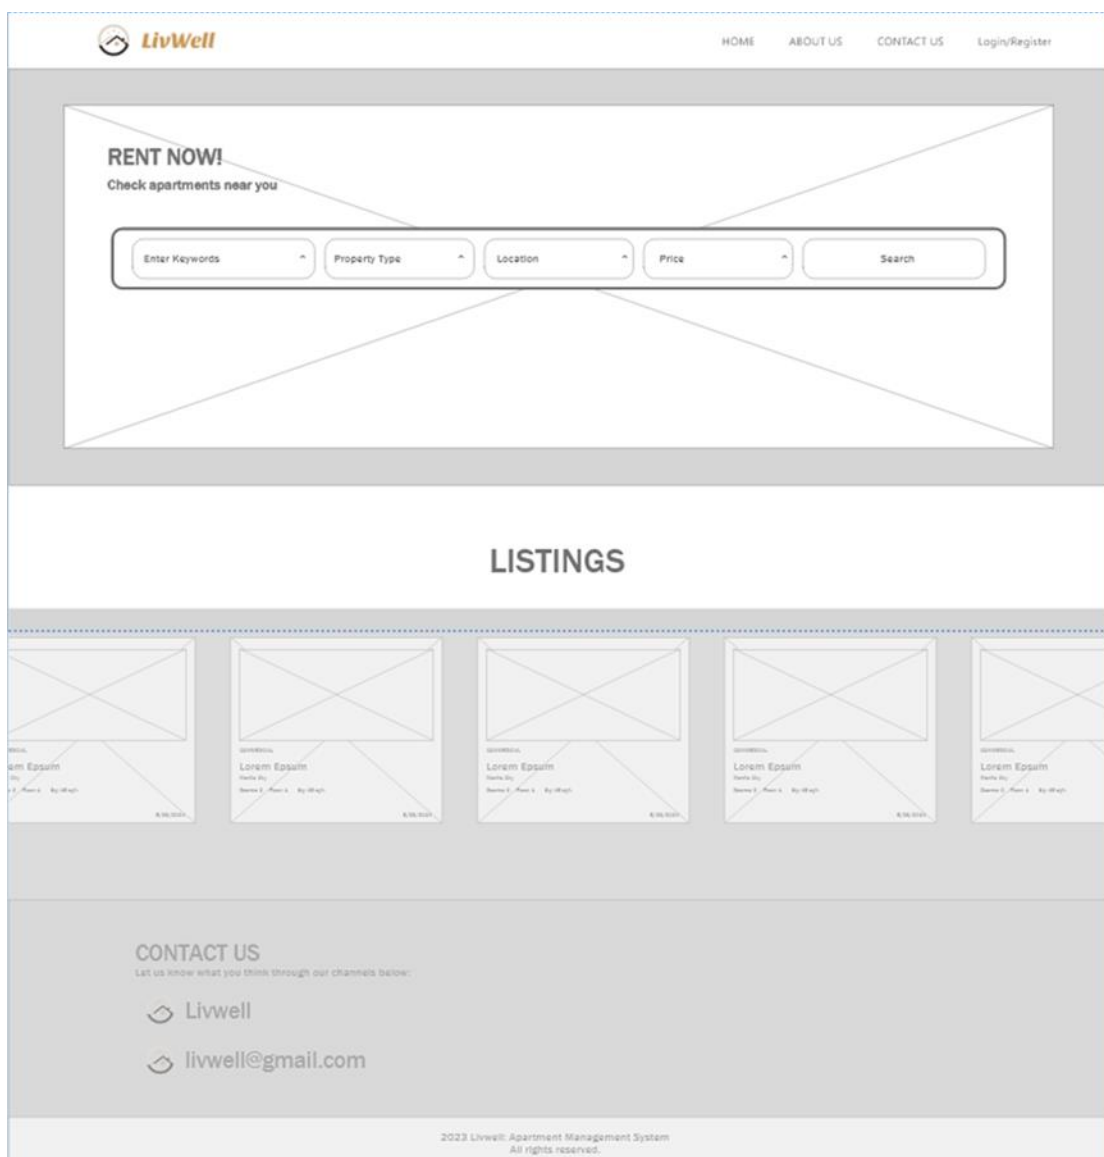 LivWell
HOME ABOUT US CONTACT US Login/Register
RENT NOW!
Check apartments near you
Enter Keywords Property Type Location Price Search
LISTINGS
Lorem Epsum Lorem Epsum Lorem Epsum Lorem Epsum
CONTACT US
Let us know what you think through our channels below:
Livwell
livwell@gmail.com
2023 Livwell: Apartment Management System
All rights reserved.